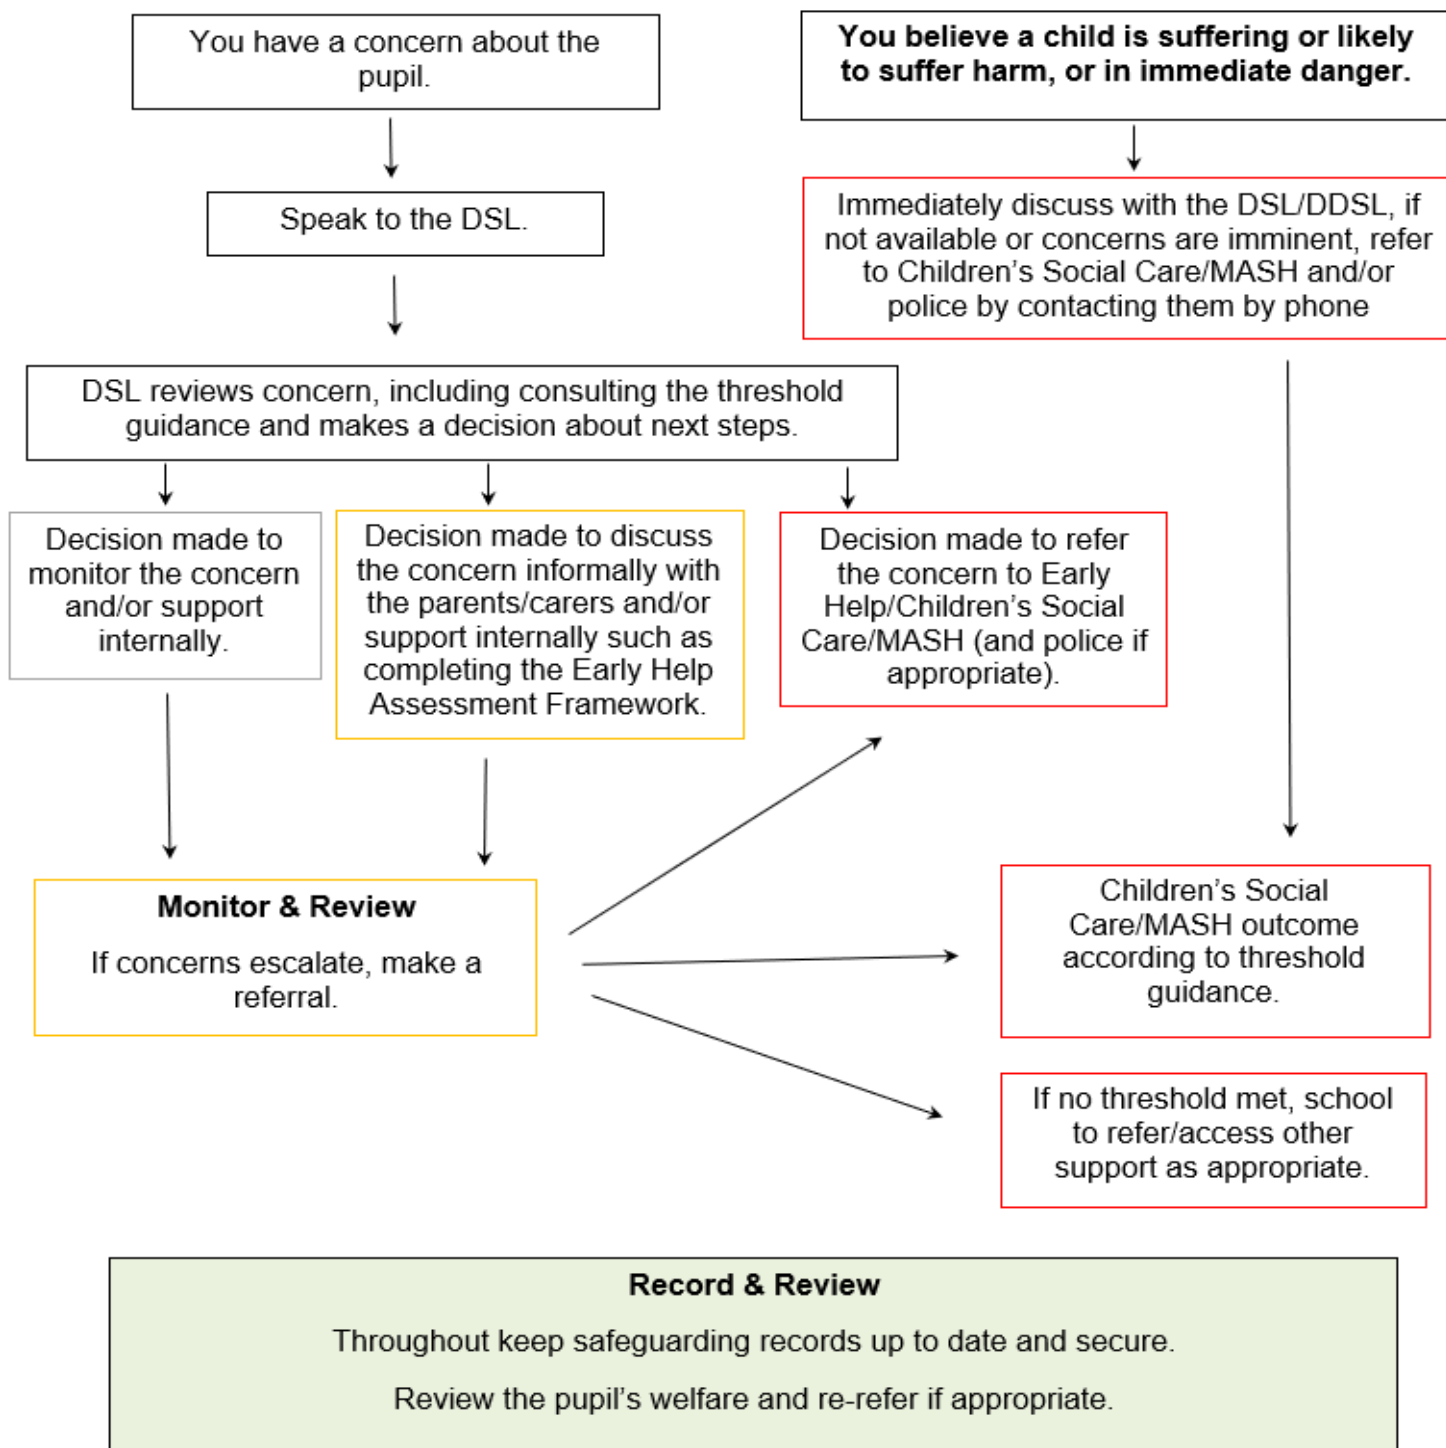 You have a concern about the
pupil.
You believe a child is suffering or likely
to suffer harm, or in immediate danger.
Speak to the DSL.
Immediately discuss with the DSL/DDSL, if
not available or concerns are imminent, refer
to Children’s Social Care/MASH and/or
police by contacting them by phone
DSL reviews concern, including consulting the threshold
guidance and makes a decision about next steps.
Decision made to
monitor the concern
and/or support
internally.
Decision made to discuss
the concern informally with
the parents/carers and/or
support internally such as
completing the Early Help
Assessment Framework.
Decision made to refer
the concern to Early
Help/Children’s Social
Care/MASH (and police if
appropriate).
Monitor & Review
If concerns escalate, make a
referral.
Children’s Social
Care/MASH outcome
according to threshold
guidance.
If no threshold met, school
to refer/access other
support as appropriate.
Record & Review
Throughout keep safeguarding records up to date and secure.
Review the pupil’s welfare and re-refer if appropriate.